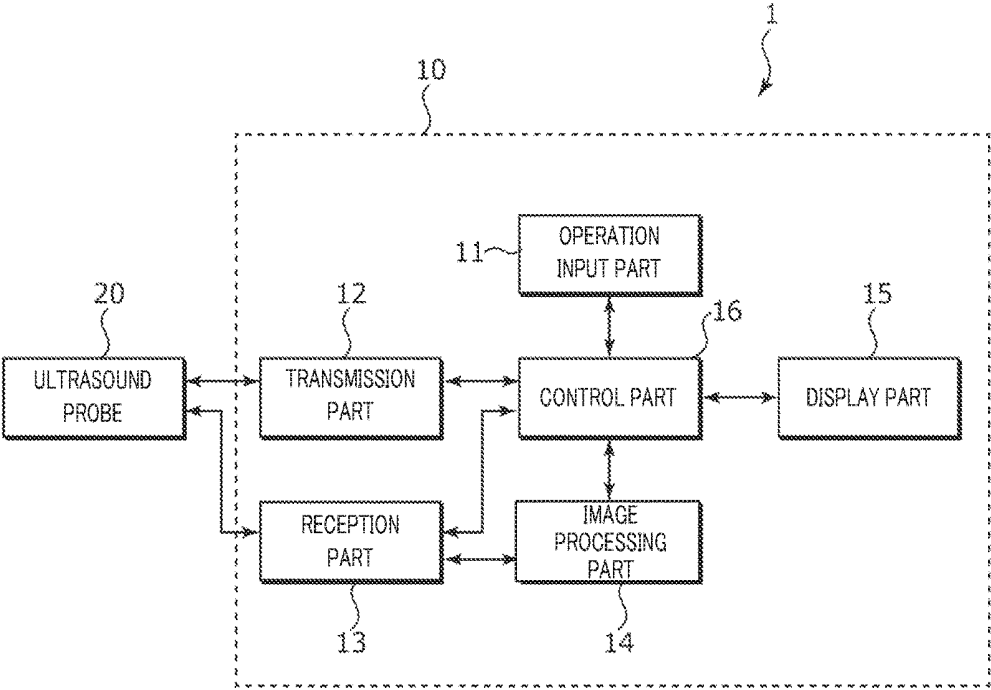 1
10
11
OPERATION
INPUT PART
20
12
16
15
ULTRASOUND
PROBE
TRANSMISSION
PART
CONTROL PART
DISPLAY PART
RECEPTION
PART
IMAGE
PROCESSING
PART
13
14